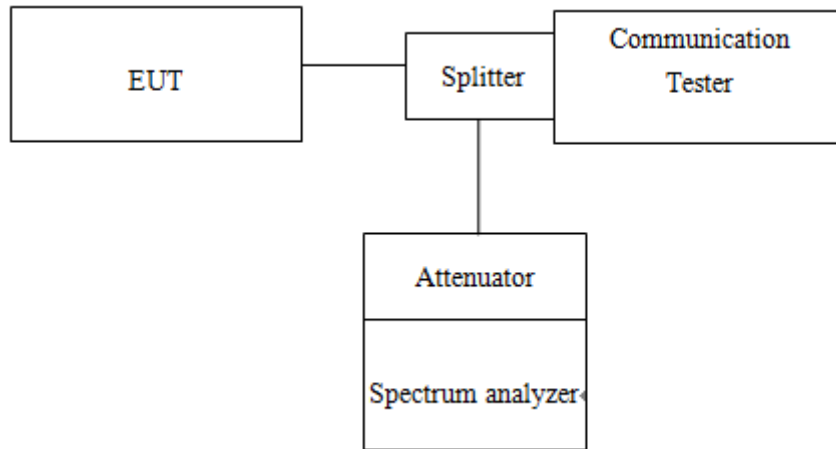 EUT
Splitter
Communication
Tester
Attenuator
Spectrum analyzer